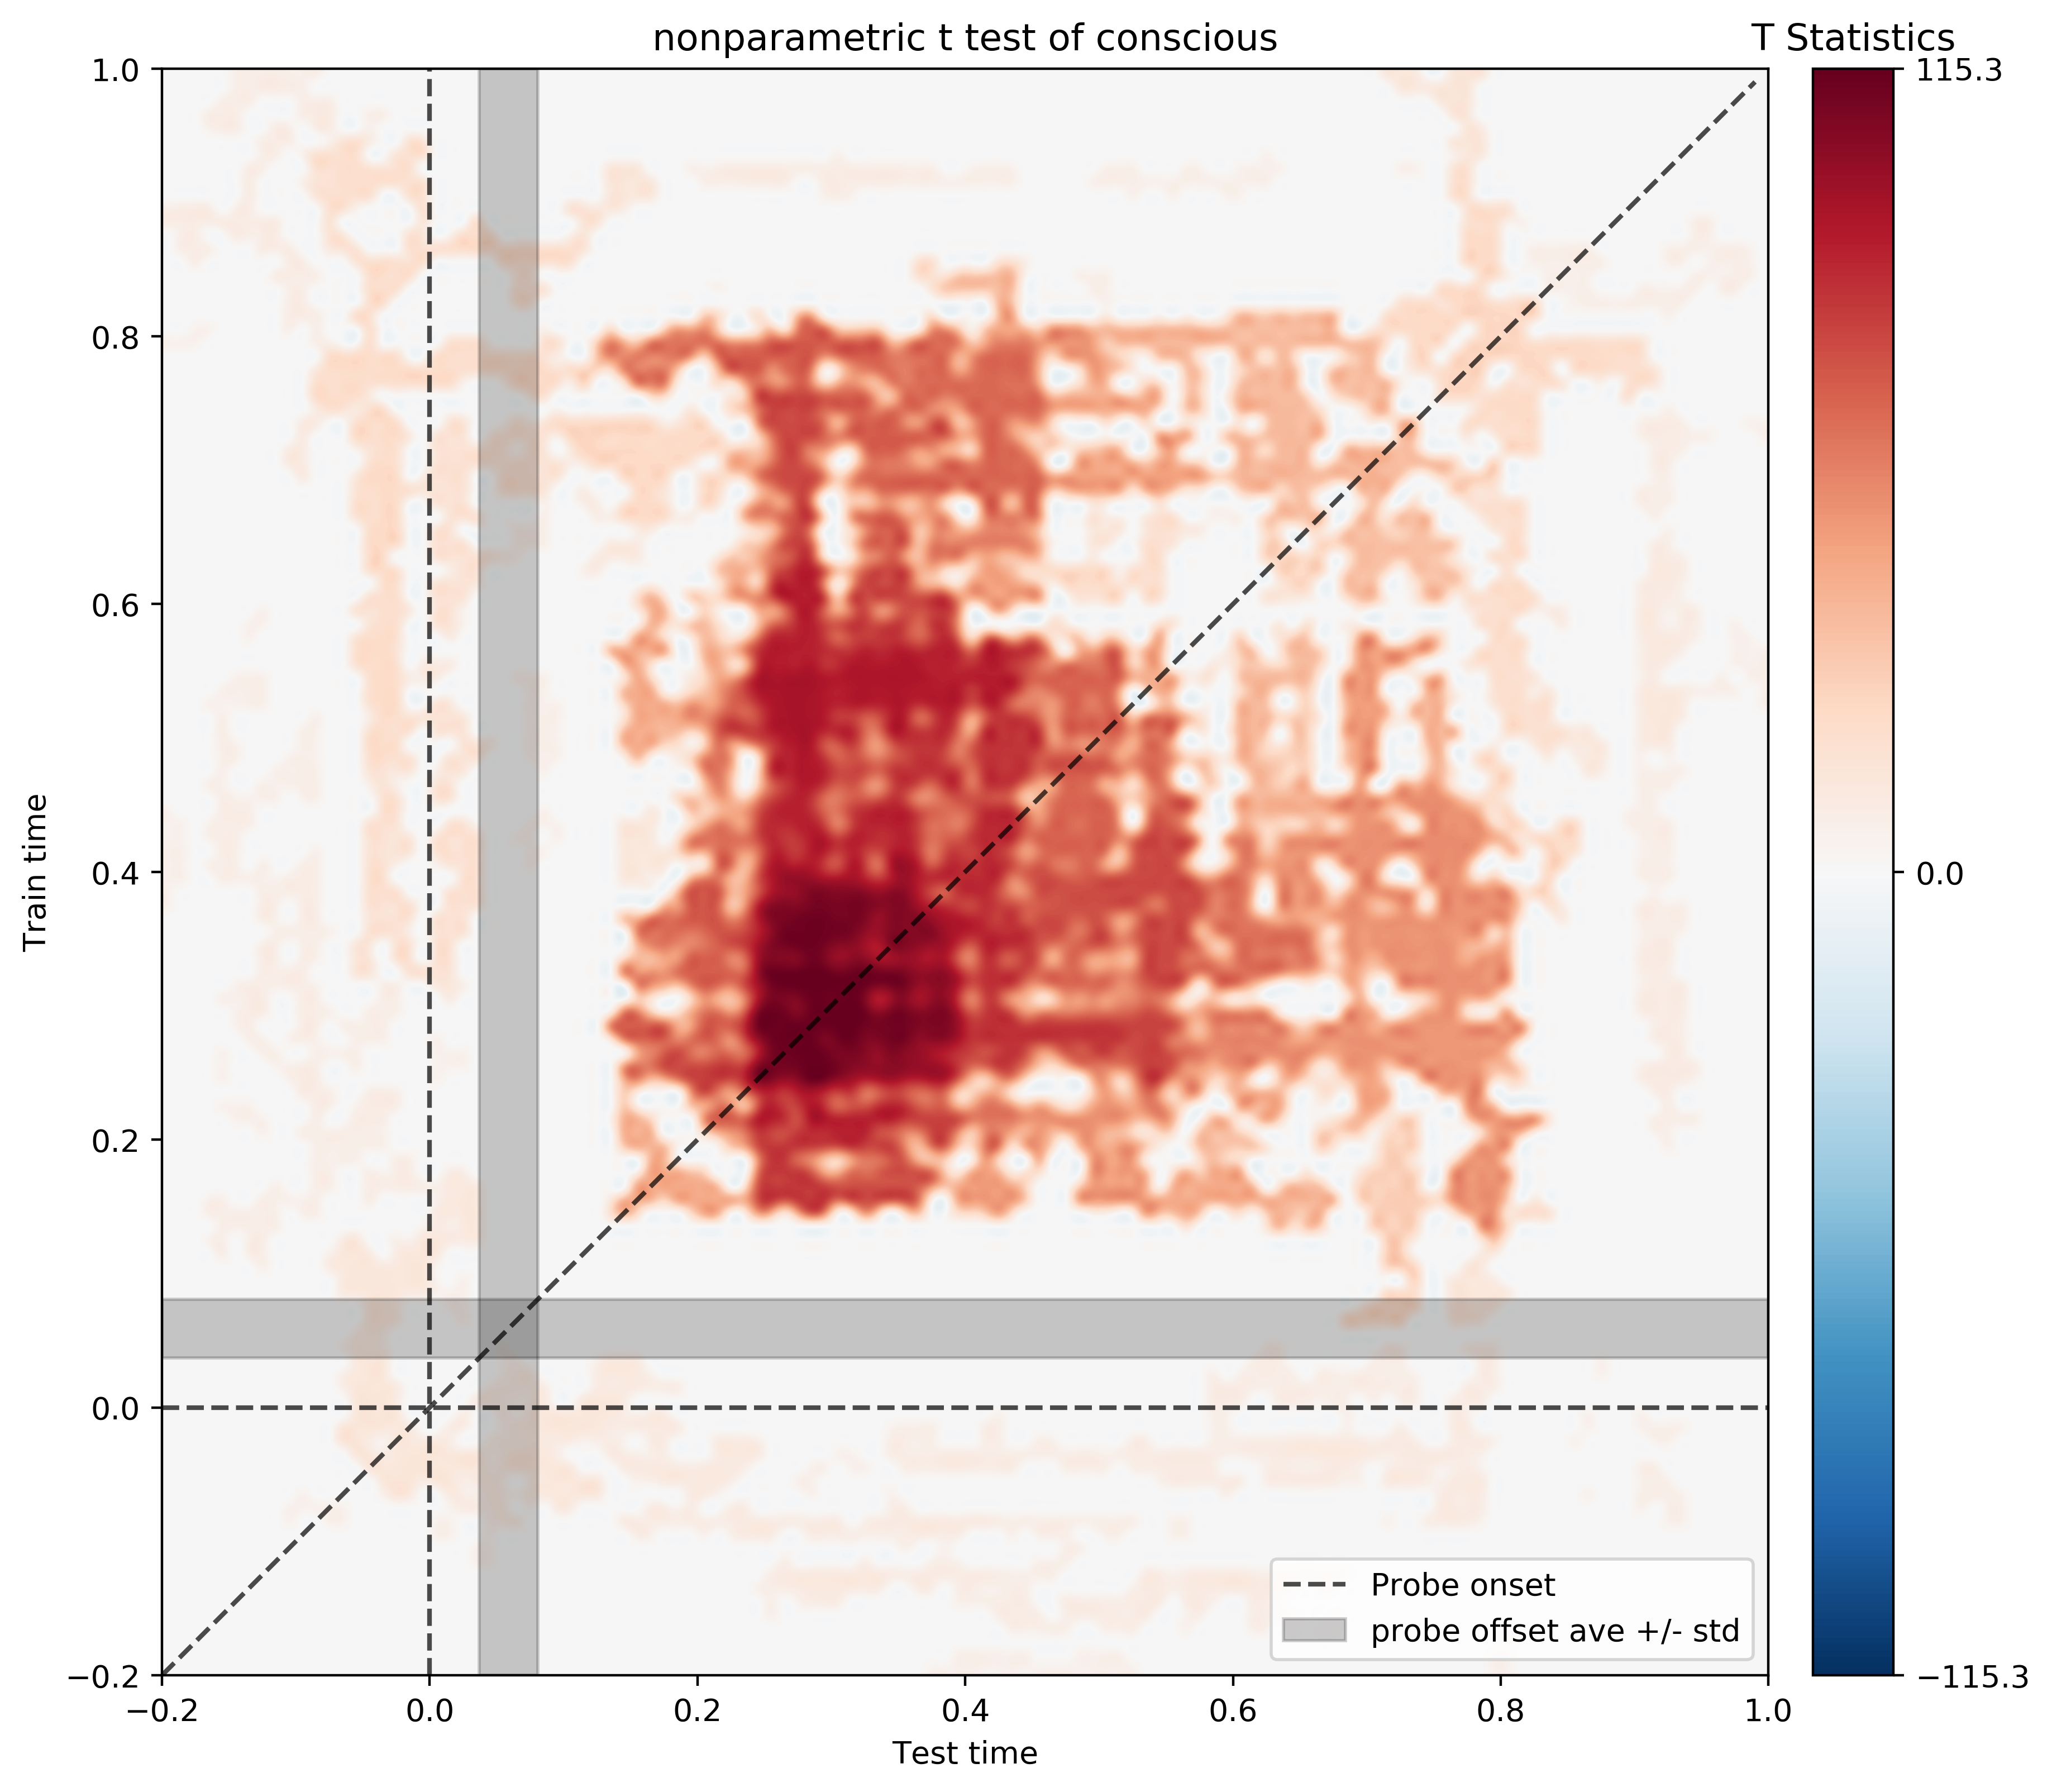 nonparametric t test of conscious
T Statistics
1.0
0.8
0.6
0.4
0.2
0.0
−0.2
Train time
−0.2
0.0
0.2
0.4
0.6
0.8
1.0
Test time
Probe onset
probe offset ave +/- std
115.3
0.0
−115.3